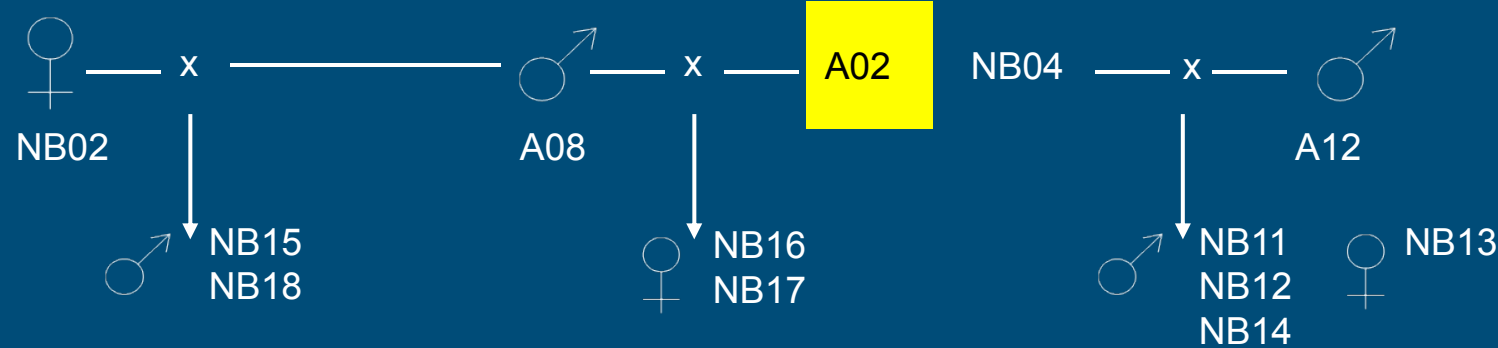 x x A02 NB04 x
NB02 A08 A12
NB15 NB16 NB11 NB13
NB18 NB17 NB12
NB14